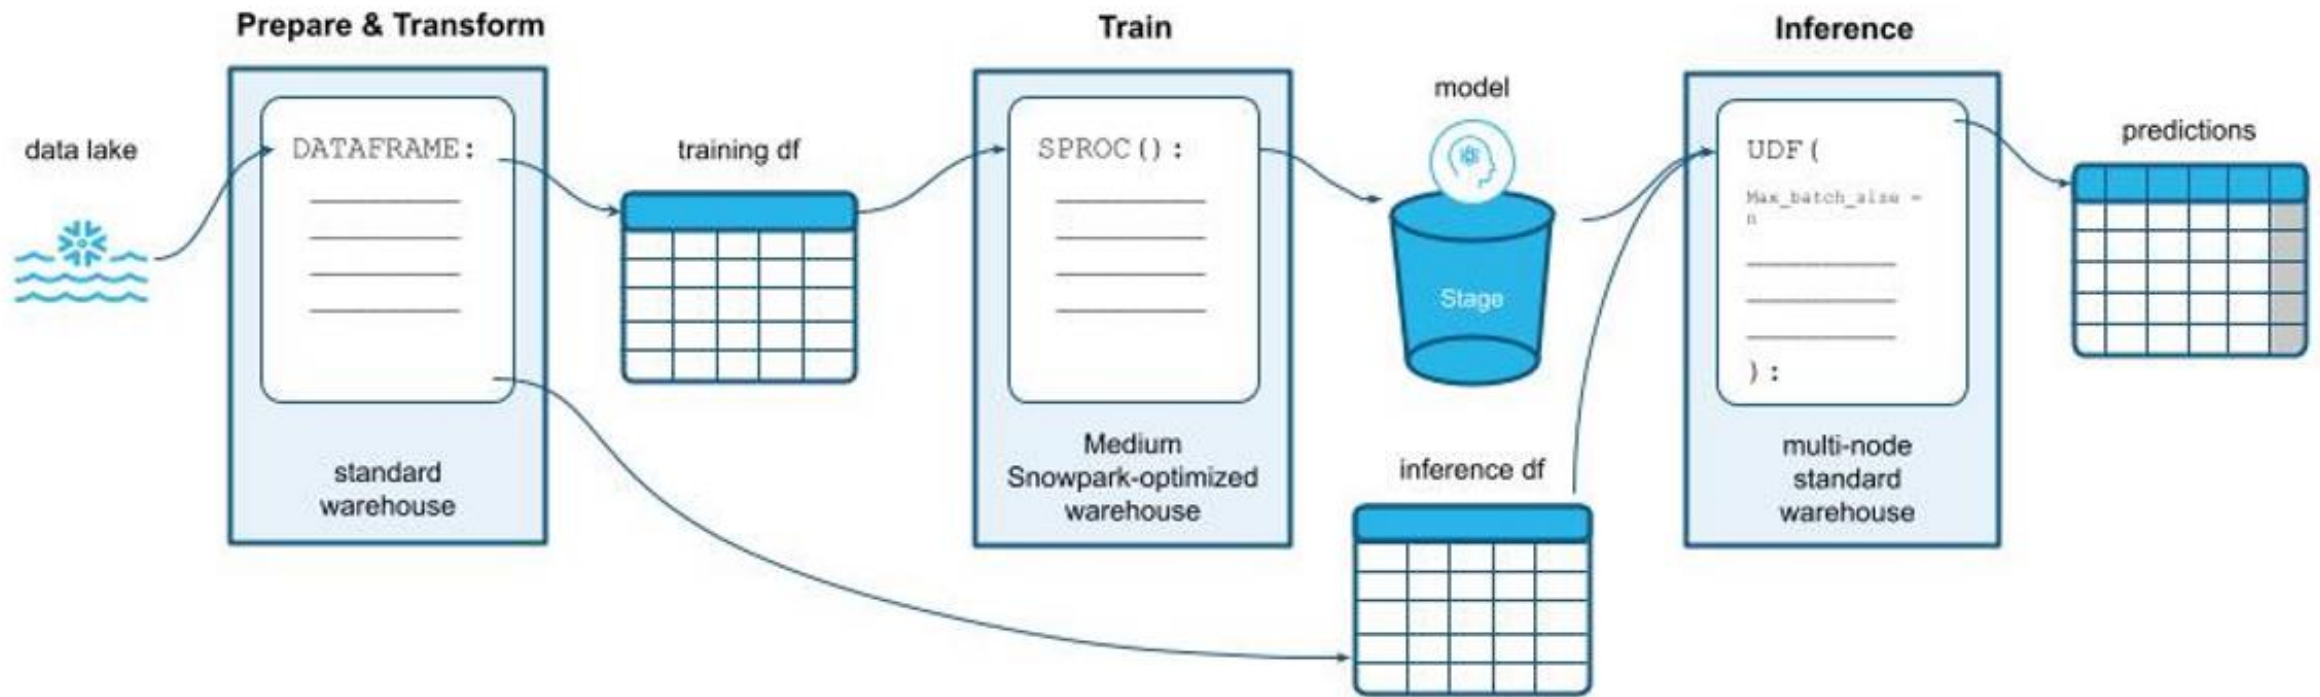 Prepare & Transform
Train
Inference
data lake
DATAFRAME:
standard
warehouse
training df
SPROC():
Medium
Snowpark-optimized
warehouse
model
Stage
inference df
UDF(
Max_batch_size =
n
):
multi-node
standard
warehouse
predictions